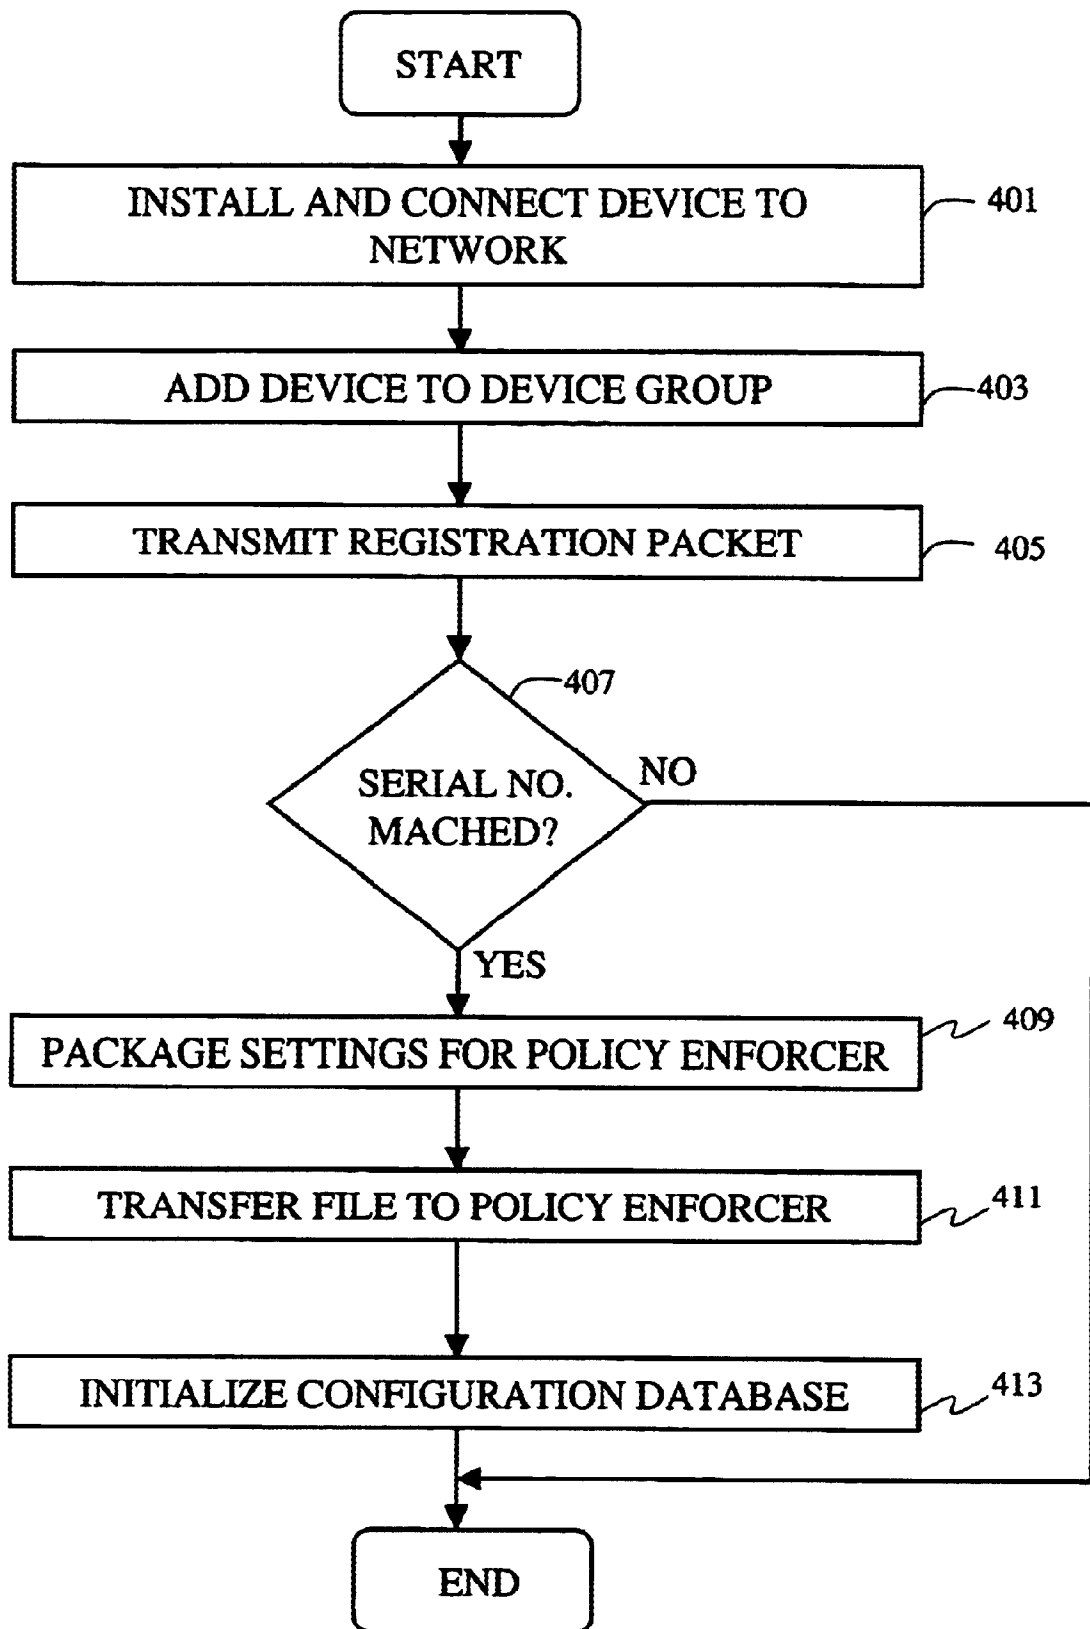 START
INSTALL AND CONNECT DEVICE TO
NETWORK
401
ADD DEVICE TO DEVICE GROUP
403
TRANSMIT REGISTRATION PACKET
405
407
SERIAL NO.
MACHED?
NO
YES
409
PACKAGE SETTINGS FOR POLICY ENFORCER
TRANSFER FILE TO POLICY ENFORCER
411
INITIALIZE CONFIGURATION DATABASE
413
END